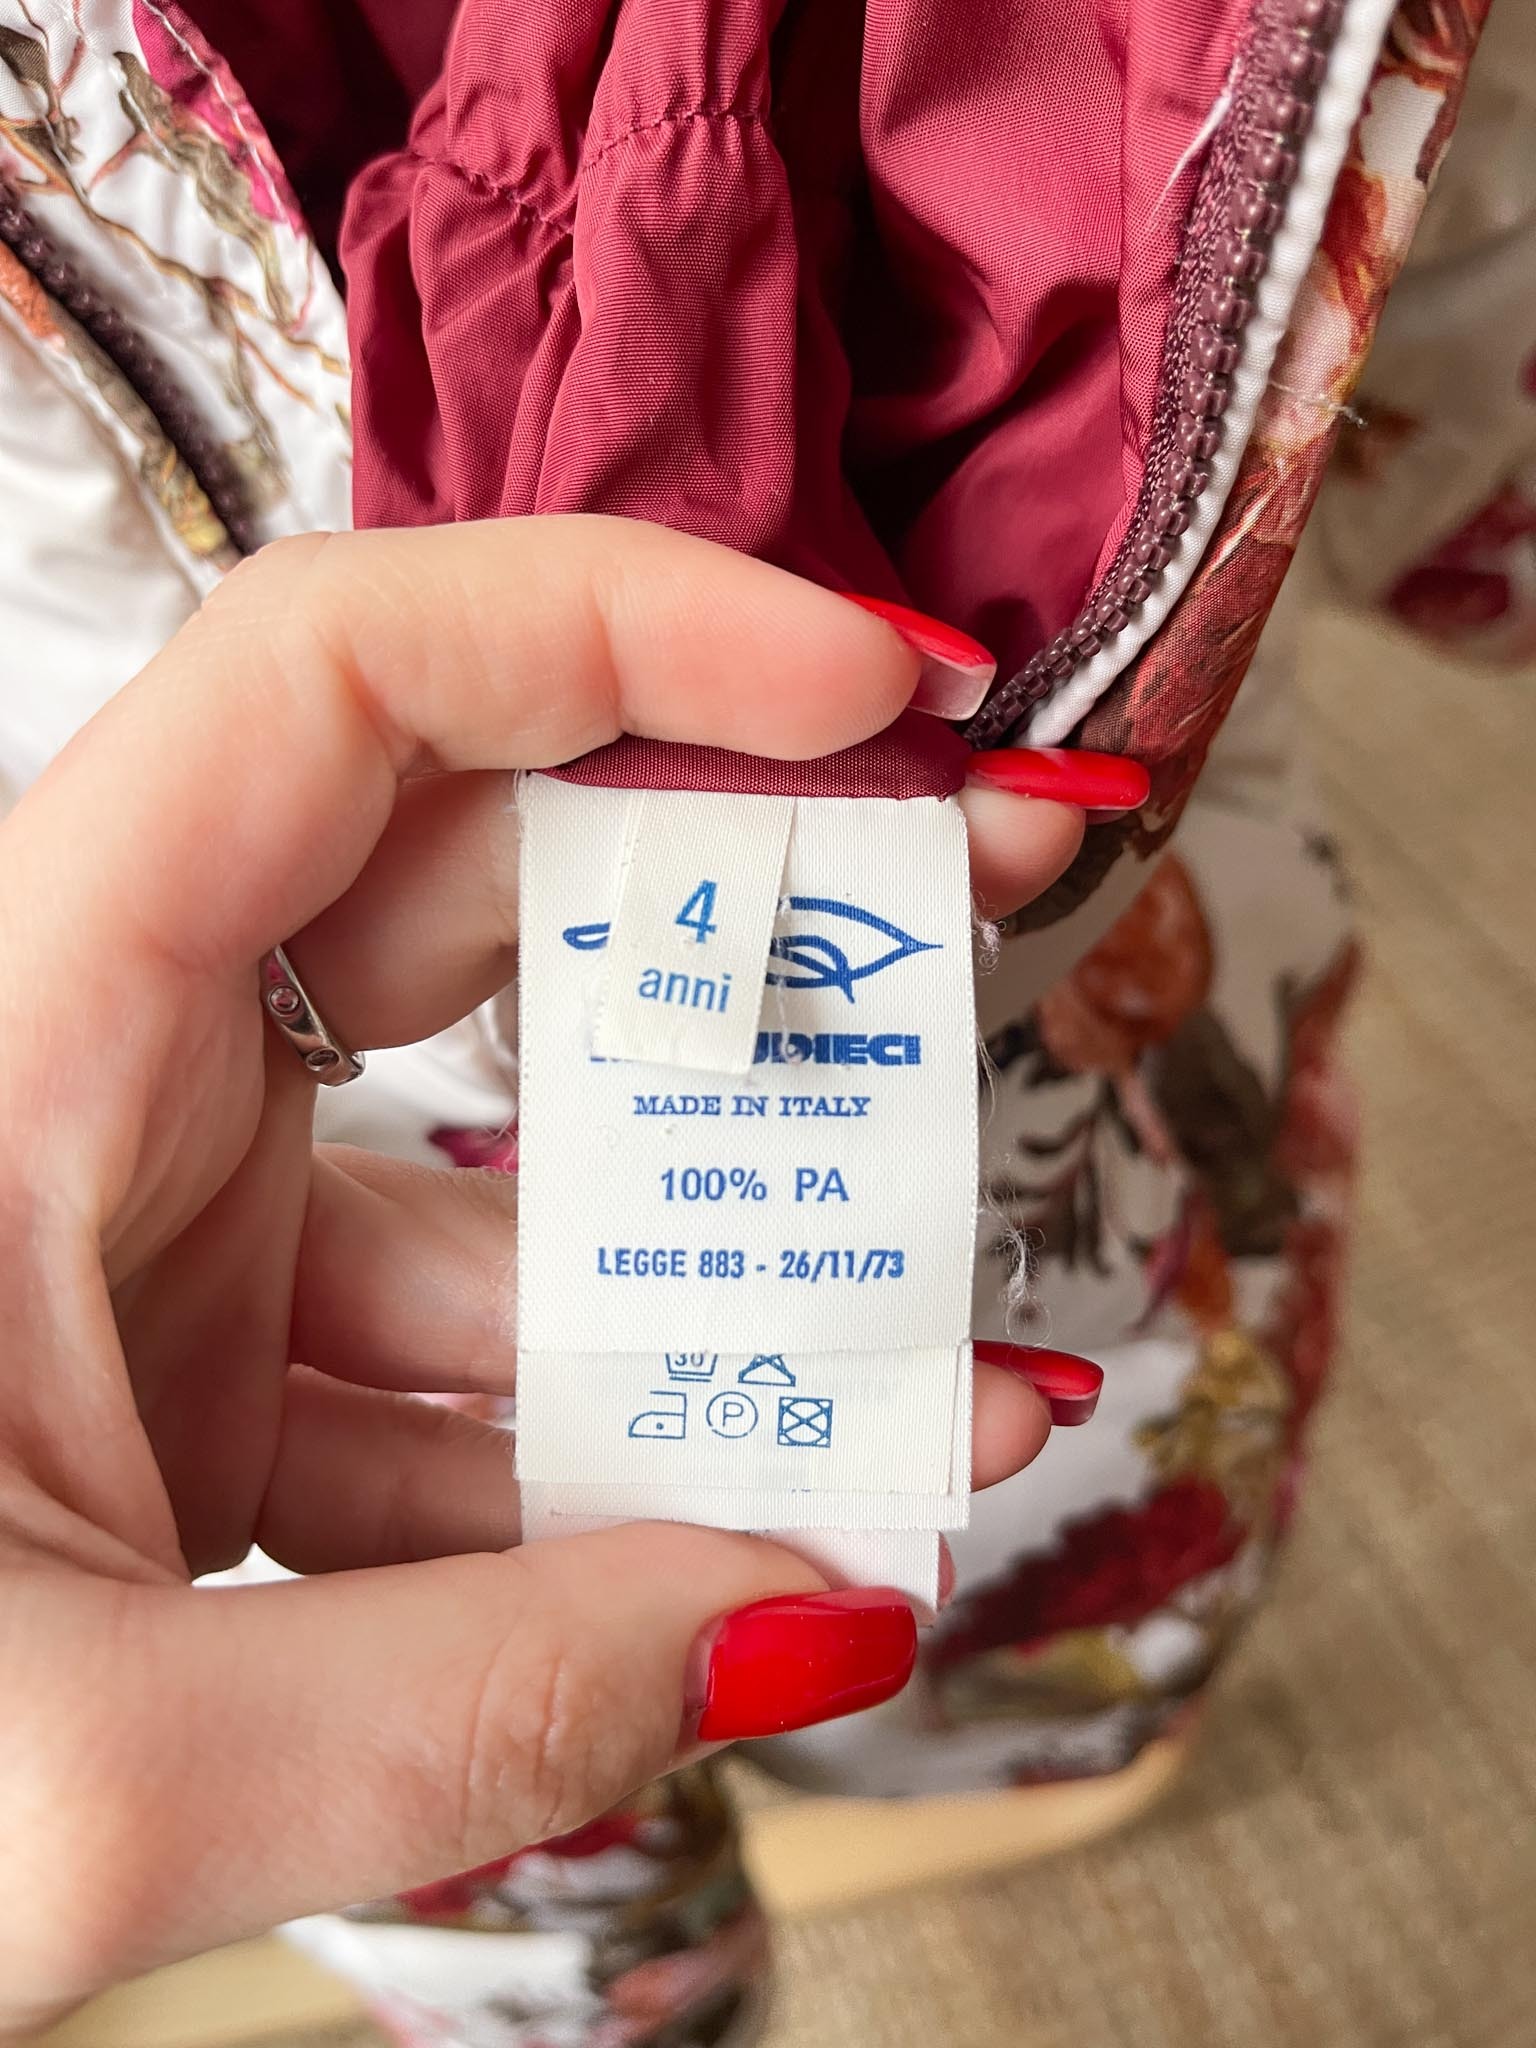 4
anni
MADE IN ITALY
100% PA
LEGGE 883 - 26/11/73
30
P